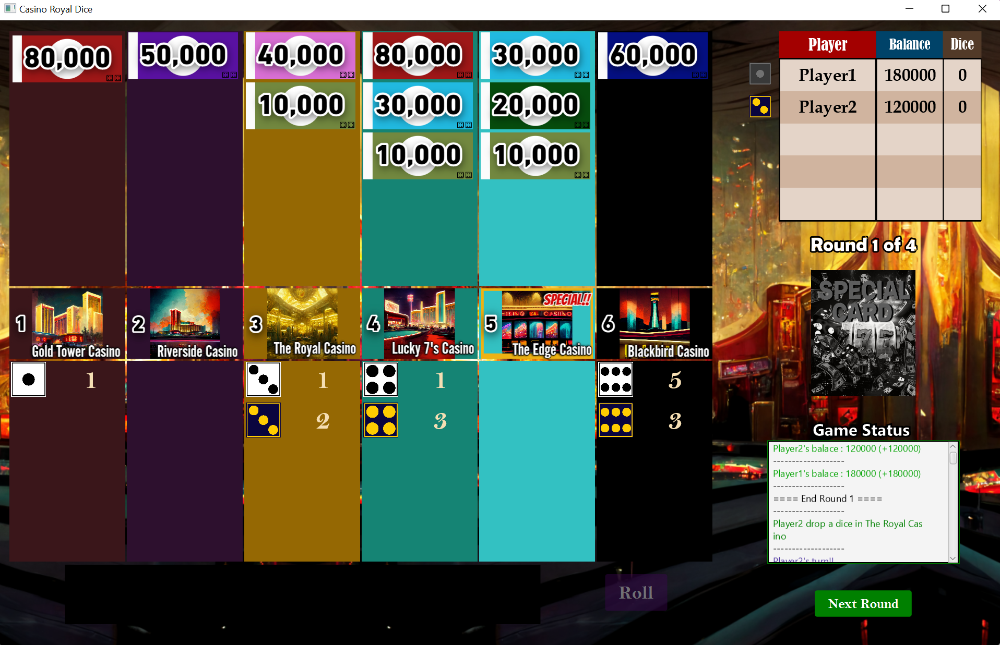 Casino Royal Dice
80,000
50,000
40,000
80,000
30,000
60,000
10,000
30,000
20,000
10,000
10,000
Player Balance Dice
Player1 180000 0
Player2 120000 0
Round 1 of 4
SPECIAL
CARD
77
1
Gold Tower Casino
2
Riverside Casino
3
The Royal Casino
4
Lucky 7's Casino
5
SPECIAL!!
CASINO
The Edge Casino
6
Blackbird Casino
1
1
1
5
2
3
3
Game Status
Player2's balace : 120000 (+120000)
-------------------
Player1's balace : 180000 (+180000)
-------------------
==== End Round 1 ====
-------------------
Player2 drop a dice in The Royal Cas
ino
-------------------
Player2's turn!!
Roll
Next Round